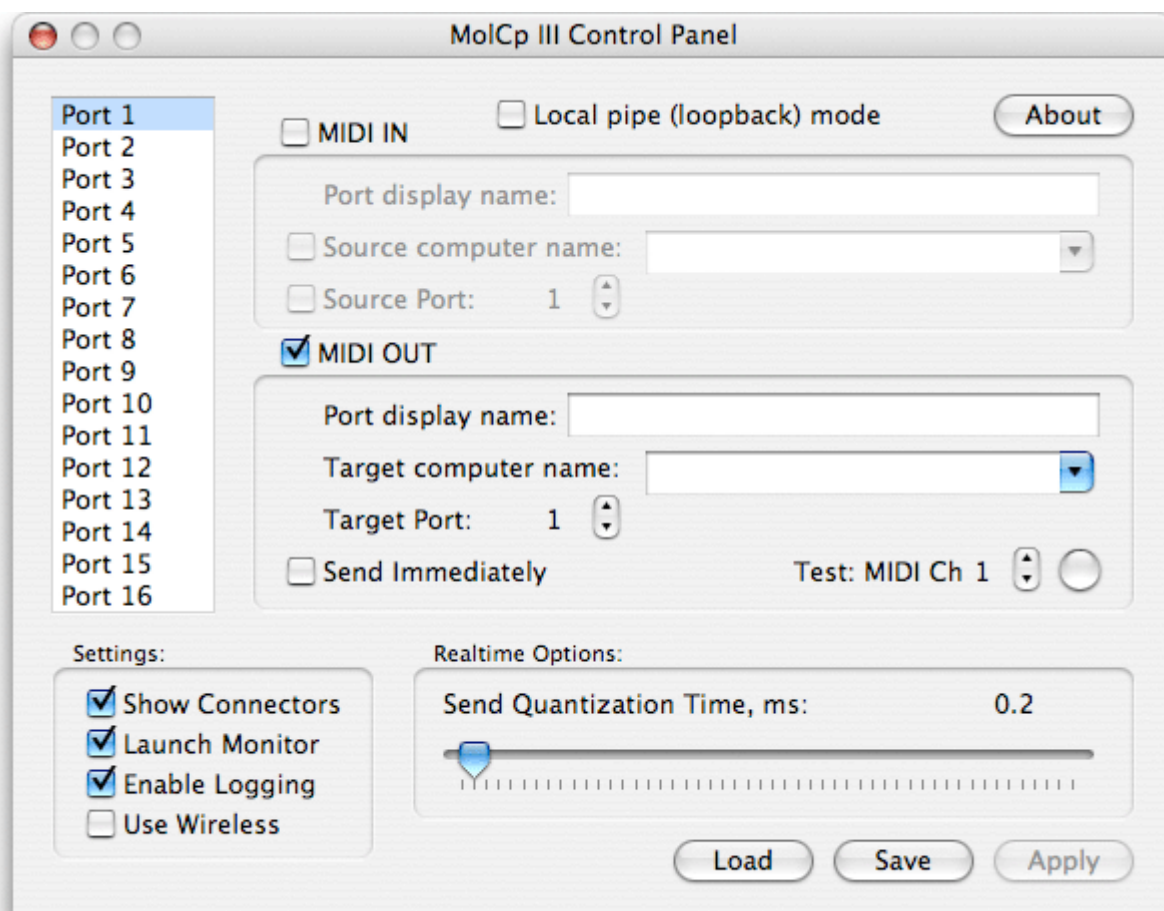 MolCp III Control Panel
Port 1
Port 2
Port 3
Port 4
Port 5
Port 6
Port 7
Port 8
Port 9
Port 10
Port 11
Port 12
Port 13
Port 14
Port 15
Port 16
Local pipe (loopback) mode
About
MIDI IN
Port display name:
Source computer name:
Source Port: 1
MIDI OUT
Port display name:
Target computer name:
Target Port: 1
Send Immediately
Test: MIDI Ch 1
Settings:
Show Connectors
Launch Monitor
Enable Logging
Use Wireless
Realtime Options:
Send Quantization Time, ms: 0.2
Load
Save
Apply